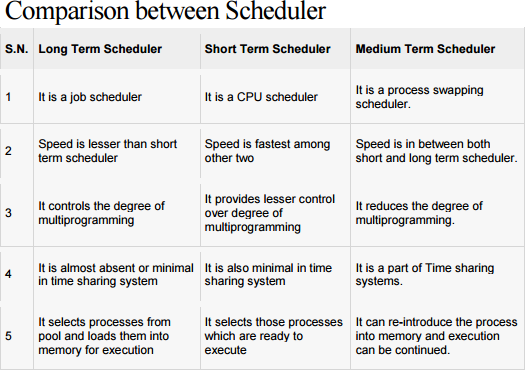 Comparison between Scheduler
S.N. Long Term Scheduler Short Term Scheduler Medium Term Scheduler
1 It is a job scheduler It is a CPU scheduler It is a process swapping
scheduler.
2 Speed is lesser than short
term scheduler
Speed is fastest among
other two
Speed is in between both
short and long term scheduler.
3 It controls the degree of
multiprogramming
It provides lesser control
over degree of
multiprogramming
It reduces the degree of
multiprogramming.
4 It is almost absent or minimal
in time sharing system
It is also minimal in time
sharing system
It is a part of Time sharing
systems.
5 It selects processes from
pool and loads them into
memory for execution
It selects those processes
which are ready to
execute
It can re-introduce the process
into memory and execution
can be continued.